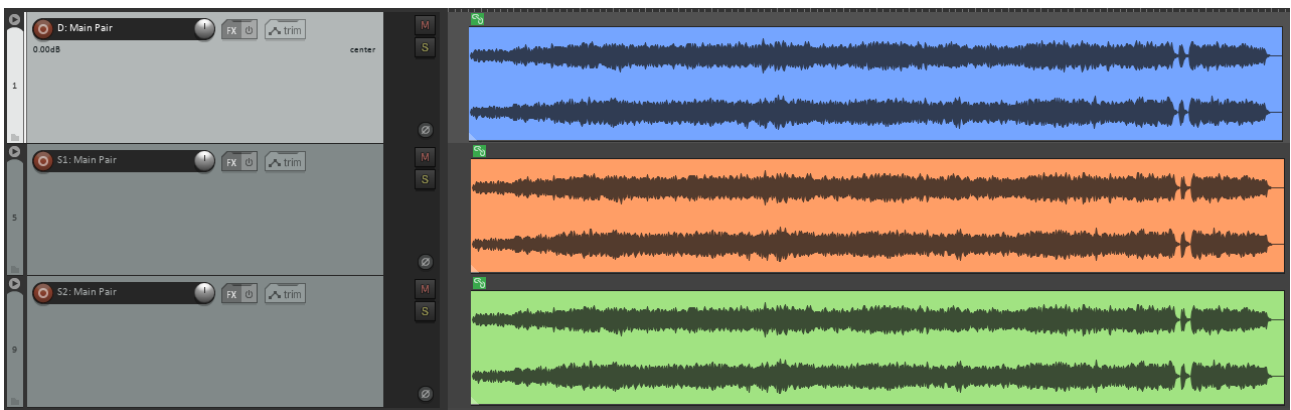 D: Main Pair
FX
trim
M
0.00dB
center
S
1
S1: Main Pair
FX
trim
M
S
5
S2: Main Pair
FX
trim
M
S
9